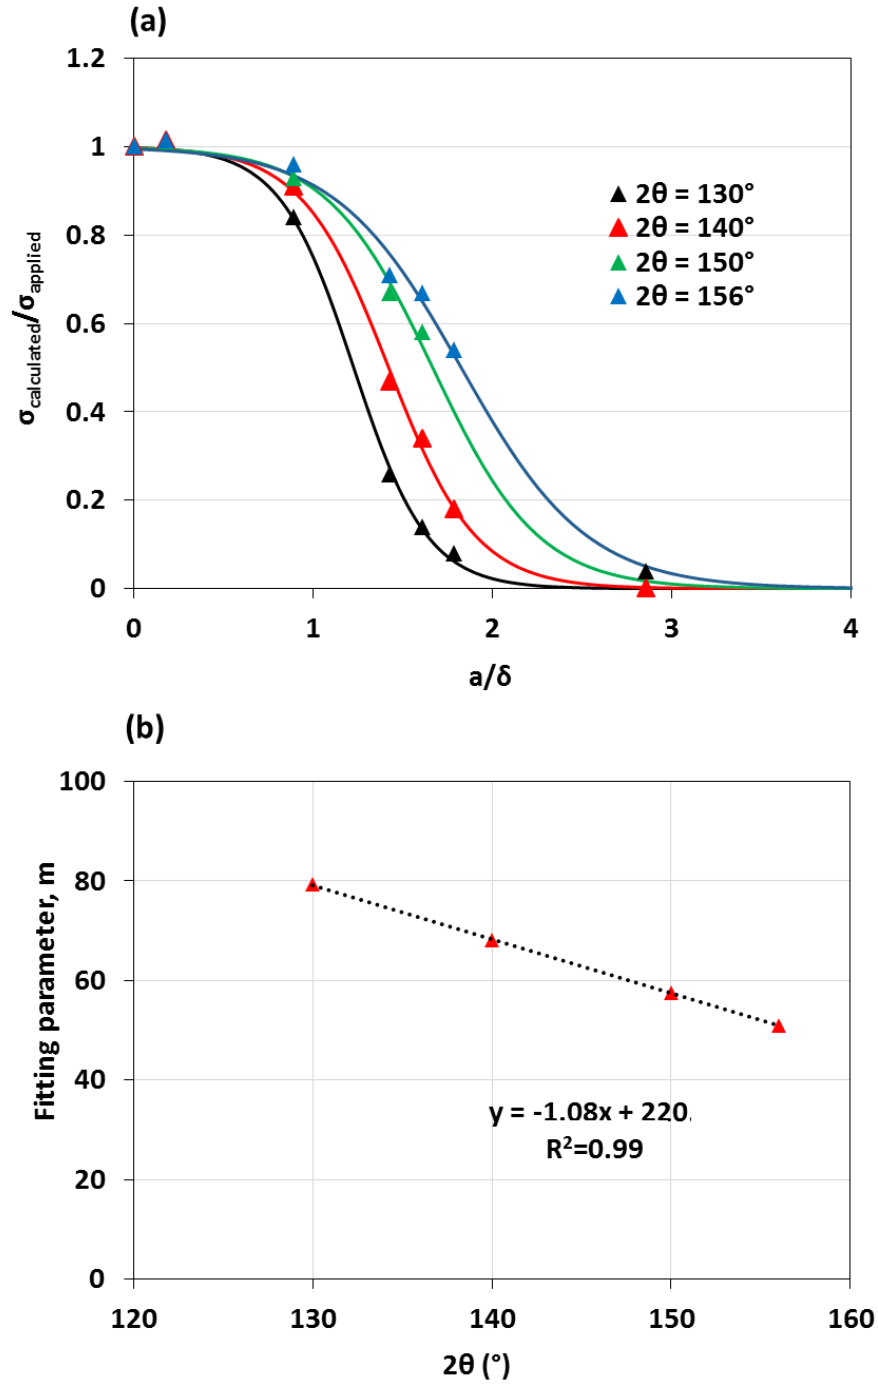 (a)
1.2
1
0.8
0.6
0.4
0.2
0
0 1 2 3 4
σcalculated/σapplied
a/δ
2θ = 130°
2θ = 140°
2θ = 150°
2θ = 156°
(b)
100
80
60
40
20
0
120 130 140 150 160
Fitting parameter, m
2θ (°)
y = -1.08x + 220.
R²=0.99